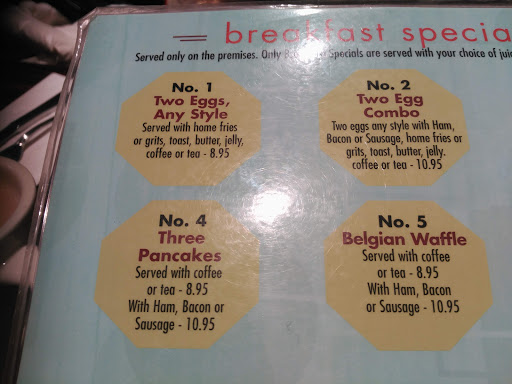 breakfast specia
Served only on the premises. Only Specials are served with your choice of juic
No. 1
Two Eggs,
Any Style
Served with home fries
or grits, toast, butter, jelly,
coffee or tea - 8.95
No. 2
Two Egg
Combo
Two eggs any style with Ham,
Bacon or Sausage, home fries or
grits, toast, butter, jelly.
coffee or tea - 10.95
No. 4
Three
Pancakes
Served with coffee
or tea - 8.95
With Ham, Bacon or
Sausage - 10.95
No. 5
Belgian Waffle
Served with coffee
or tea - 8.95
With Ham, Bacon
or Sausage - 10.95